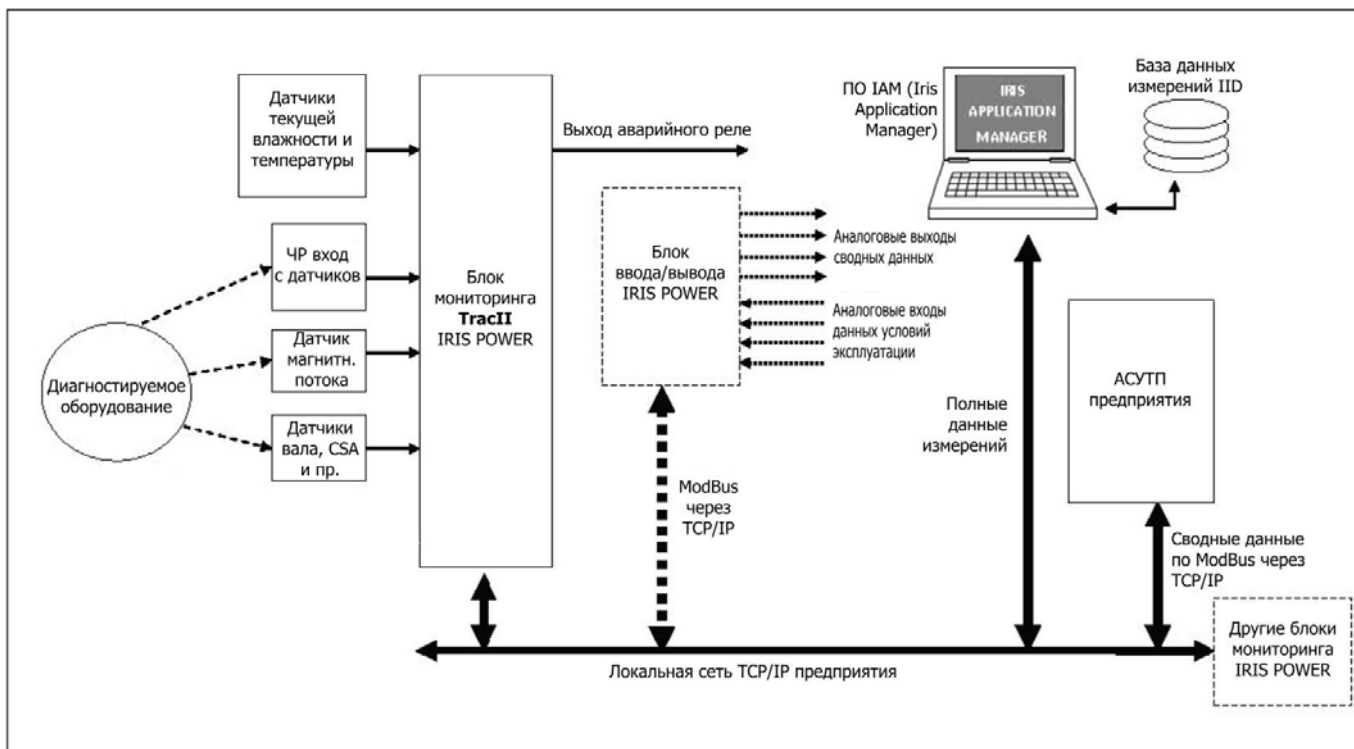 Датчики
текущей
влажности и
температуры
ЧР вход
с датчиков
Датчик
магнитн.
потока
Датчики
вала, CSA
и пр.
Диагностируемое
оборудование
Блок
мониторинга
TracII
IRIS POWER
Выход аварийного реле
Блок
ввода/вывода
IRIS POWER
Аналоговые выходы
сводных данных
Аналоговые входы
данных условий
эксплуатации
ModBus
через
TCP/IP
ПО IAM (Iris
Application
Manager)
IRIS
APPLICATION
MANAGER
База данных
измерений IID
Полные
данные
измерений
АСУТП
предприятия
Сводные данные
по ModBus через
TCP/IP
Другие блоки
мониторинга
IRIS POWER
Локальная сеть TCP/IP предприятия